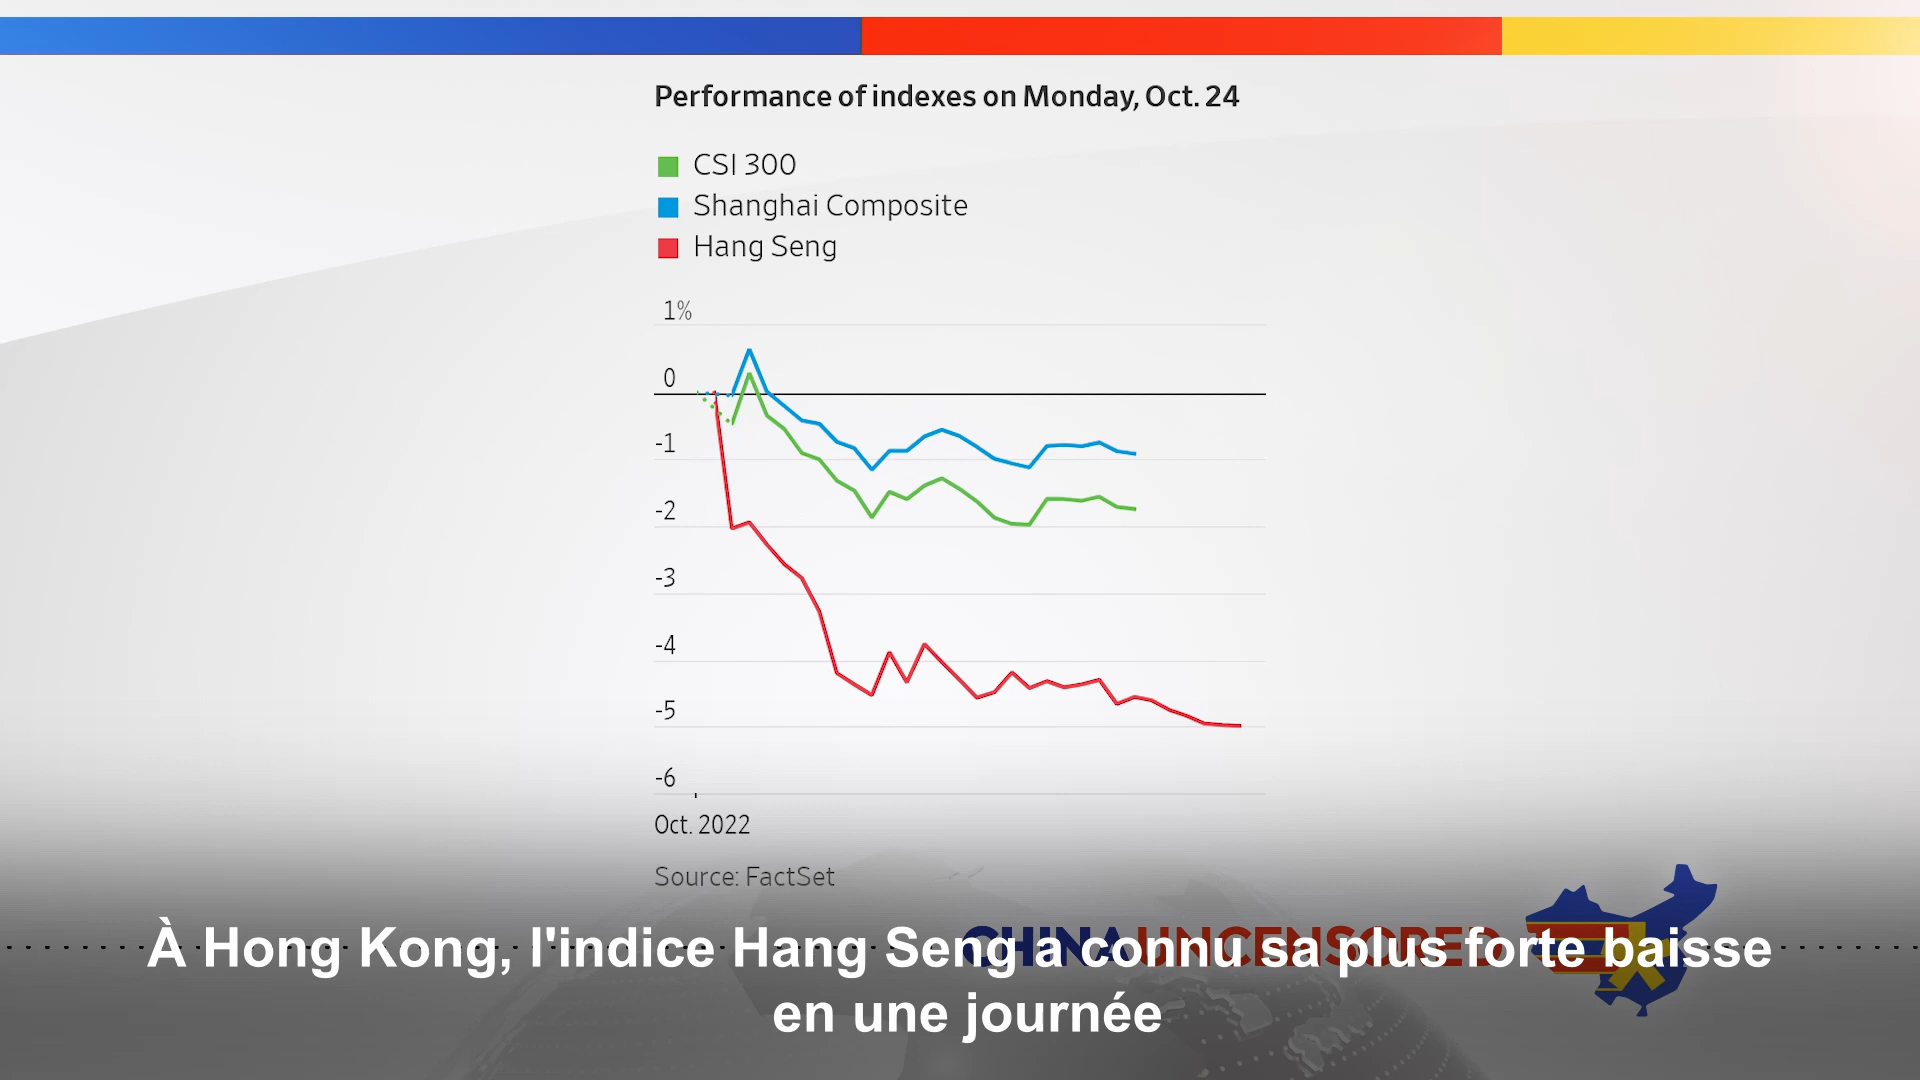 Performance of indexes on Monday, Oct. 24
CSI 300
Shanghai Composite
Hang Seng
1%
0
-1
-2
-3
-4
-5
-6
Oct. 2022
Source: FactSet
CHINA UNCENSORED
À Hong Kong, l'indice Hang Seng a connu sa plus forte baisse
en une journée